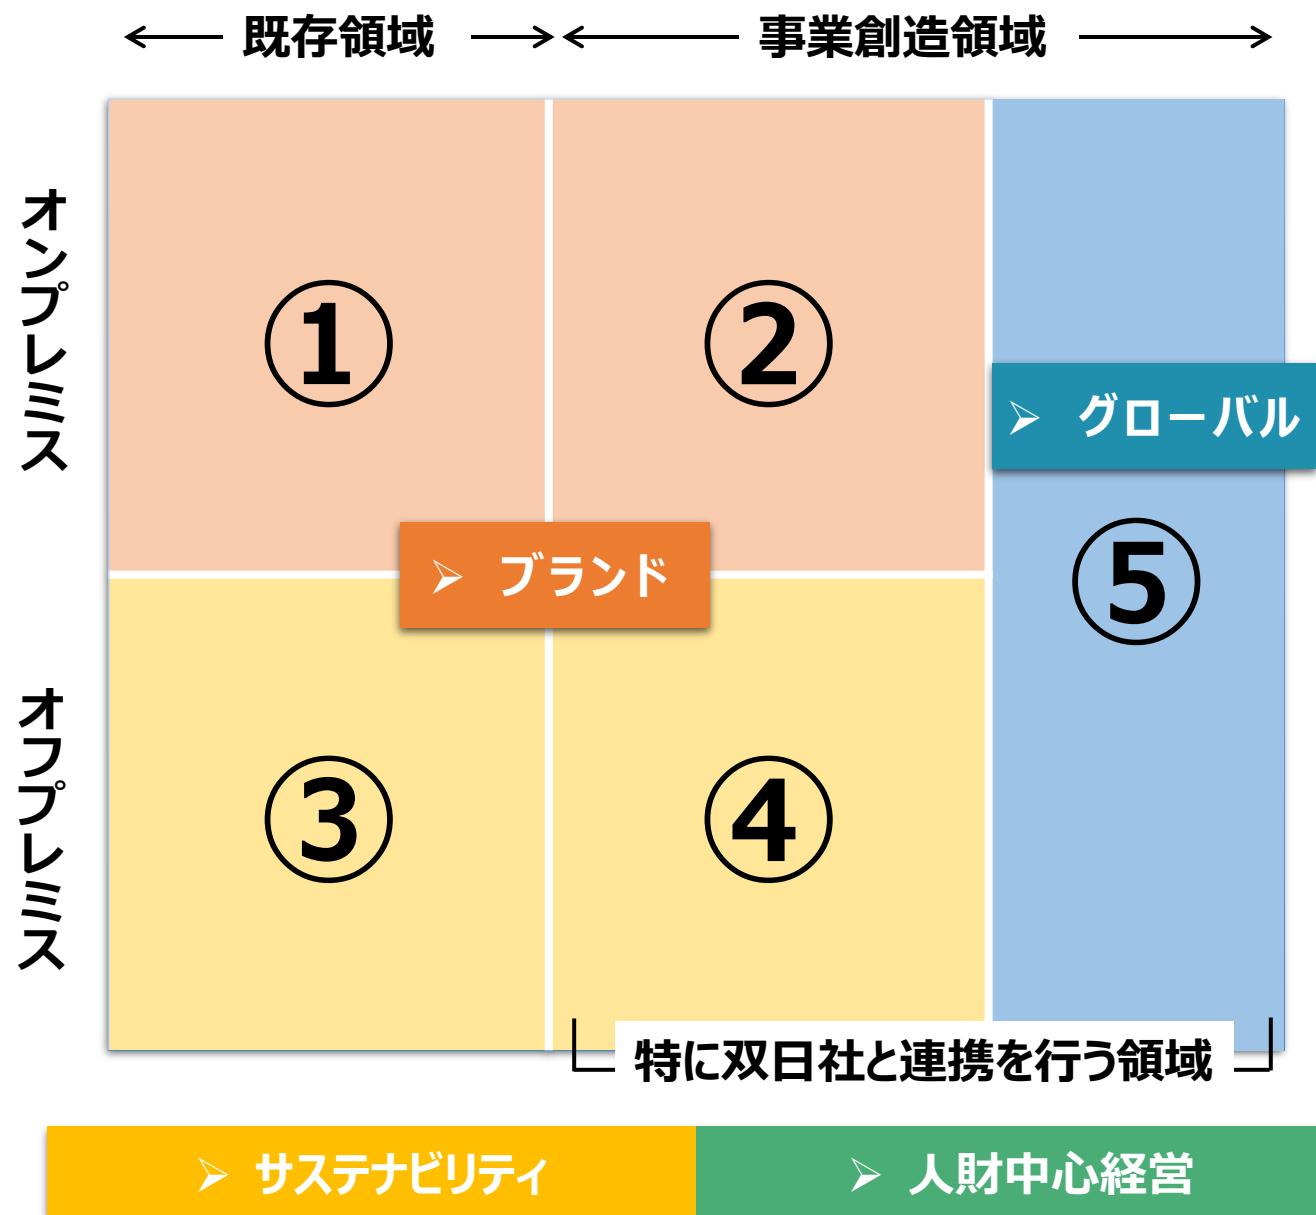 既存領域
事業創造領域
オンプレミス
①
②
➢ グローバル
➢ ブランド
⑤
オフプレミス
③
④
特に双日社と連携を行う領域
➢ サステナビリティ
➢ 人財中心経営